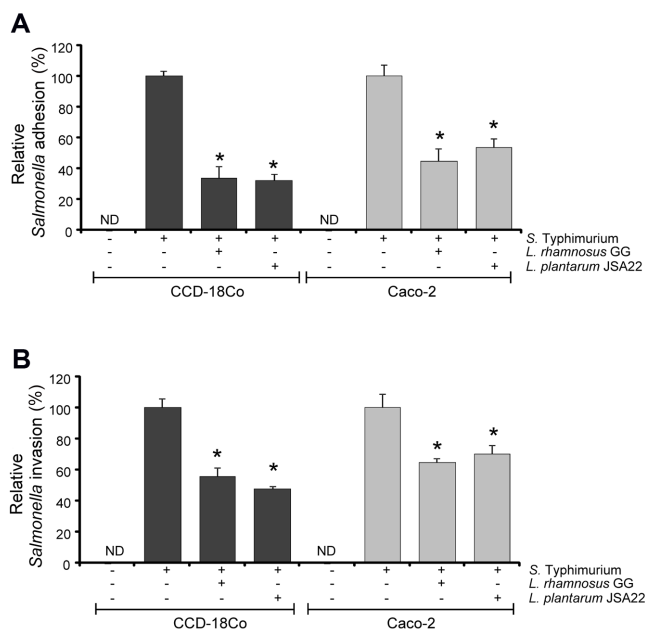 A
Relative
Salmonella adhesion (%)
120
100
80
60
40
20
0
ND
*
*
ND
*
*
- + + + - + + + S. Typhimurium
- - + - - - + - L. rhamnosus GG
- - - + - - - + L. plantarum JSA22
CCD-18Co
Caco-2
B
Relative
Salmonella invasion (%)
120
100
80
60
40
20
0
ND
*
*
ND
*
*
- + + + - + + + S. Typhimurium
- - + - - - + - L. rhamnosus GG
- - - + - - - + L. plantarum JSA22
CCD-18Co
Caco-2